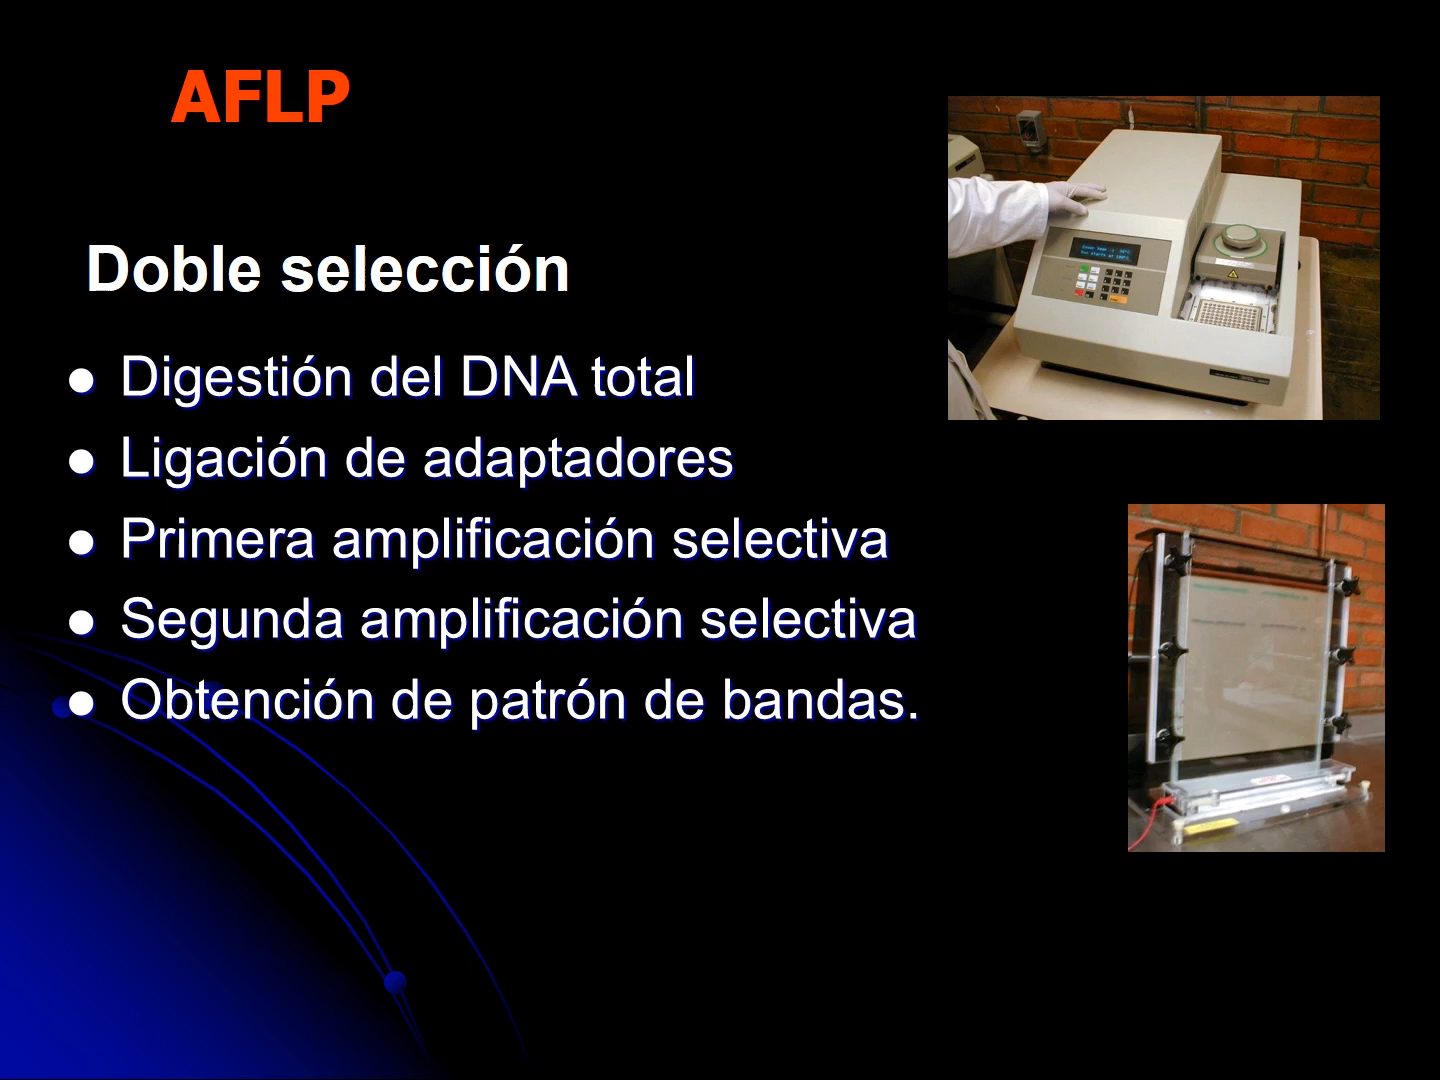 AFLP
Doble selección
Digestión del DNA total
Ligación de adaptadores
Primera amplificación selectiva
Segunda amplificación selectiva
Obtención de patrón de bandas.